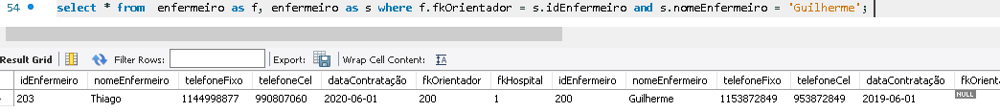 54 select * from enfermeiro as f, enfermeiro as s where f.fkOrientador = s.idEnfermeiro and s.nomeEnfermeiro = 'Guilherme';
Result Grid Filter Rows: Export: Wrap Cell Content:
idEnfermeiro nomeEnfermeiro telefoneFixo telefoneCel dataContratação fkOrientador fkHospital idEnfermeiro nomeEnfermeiro telefoneFixo telefoneCel dataContratação fkOrienta
203 Thiago 1144998877 990807060 2020-06-01 200 1 200 Guilherme 1153872849 953872849 2019-06-01 NULL